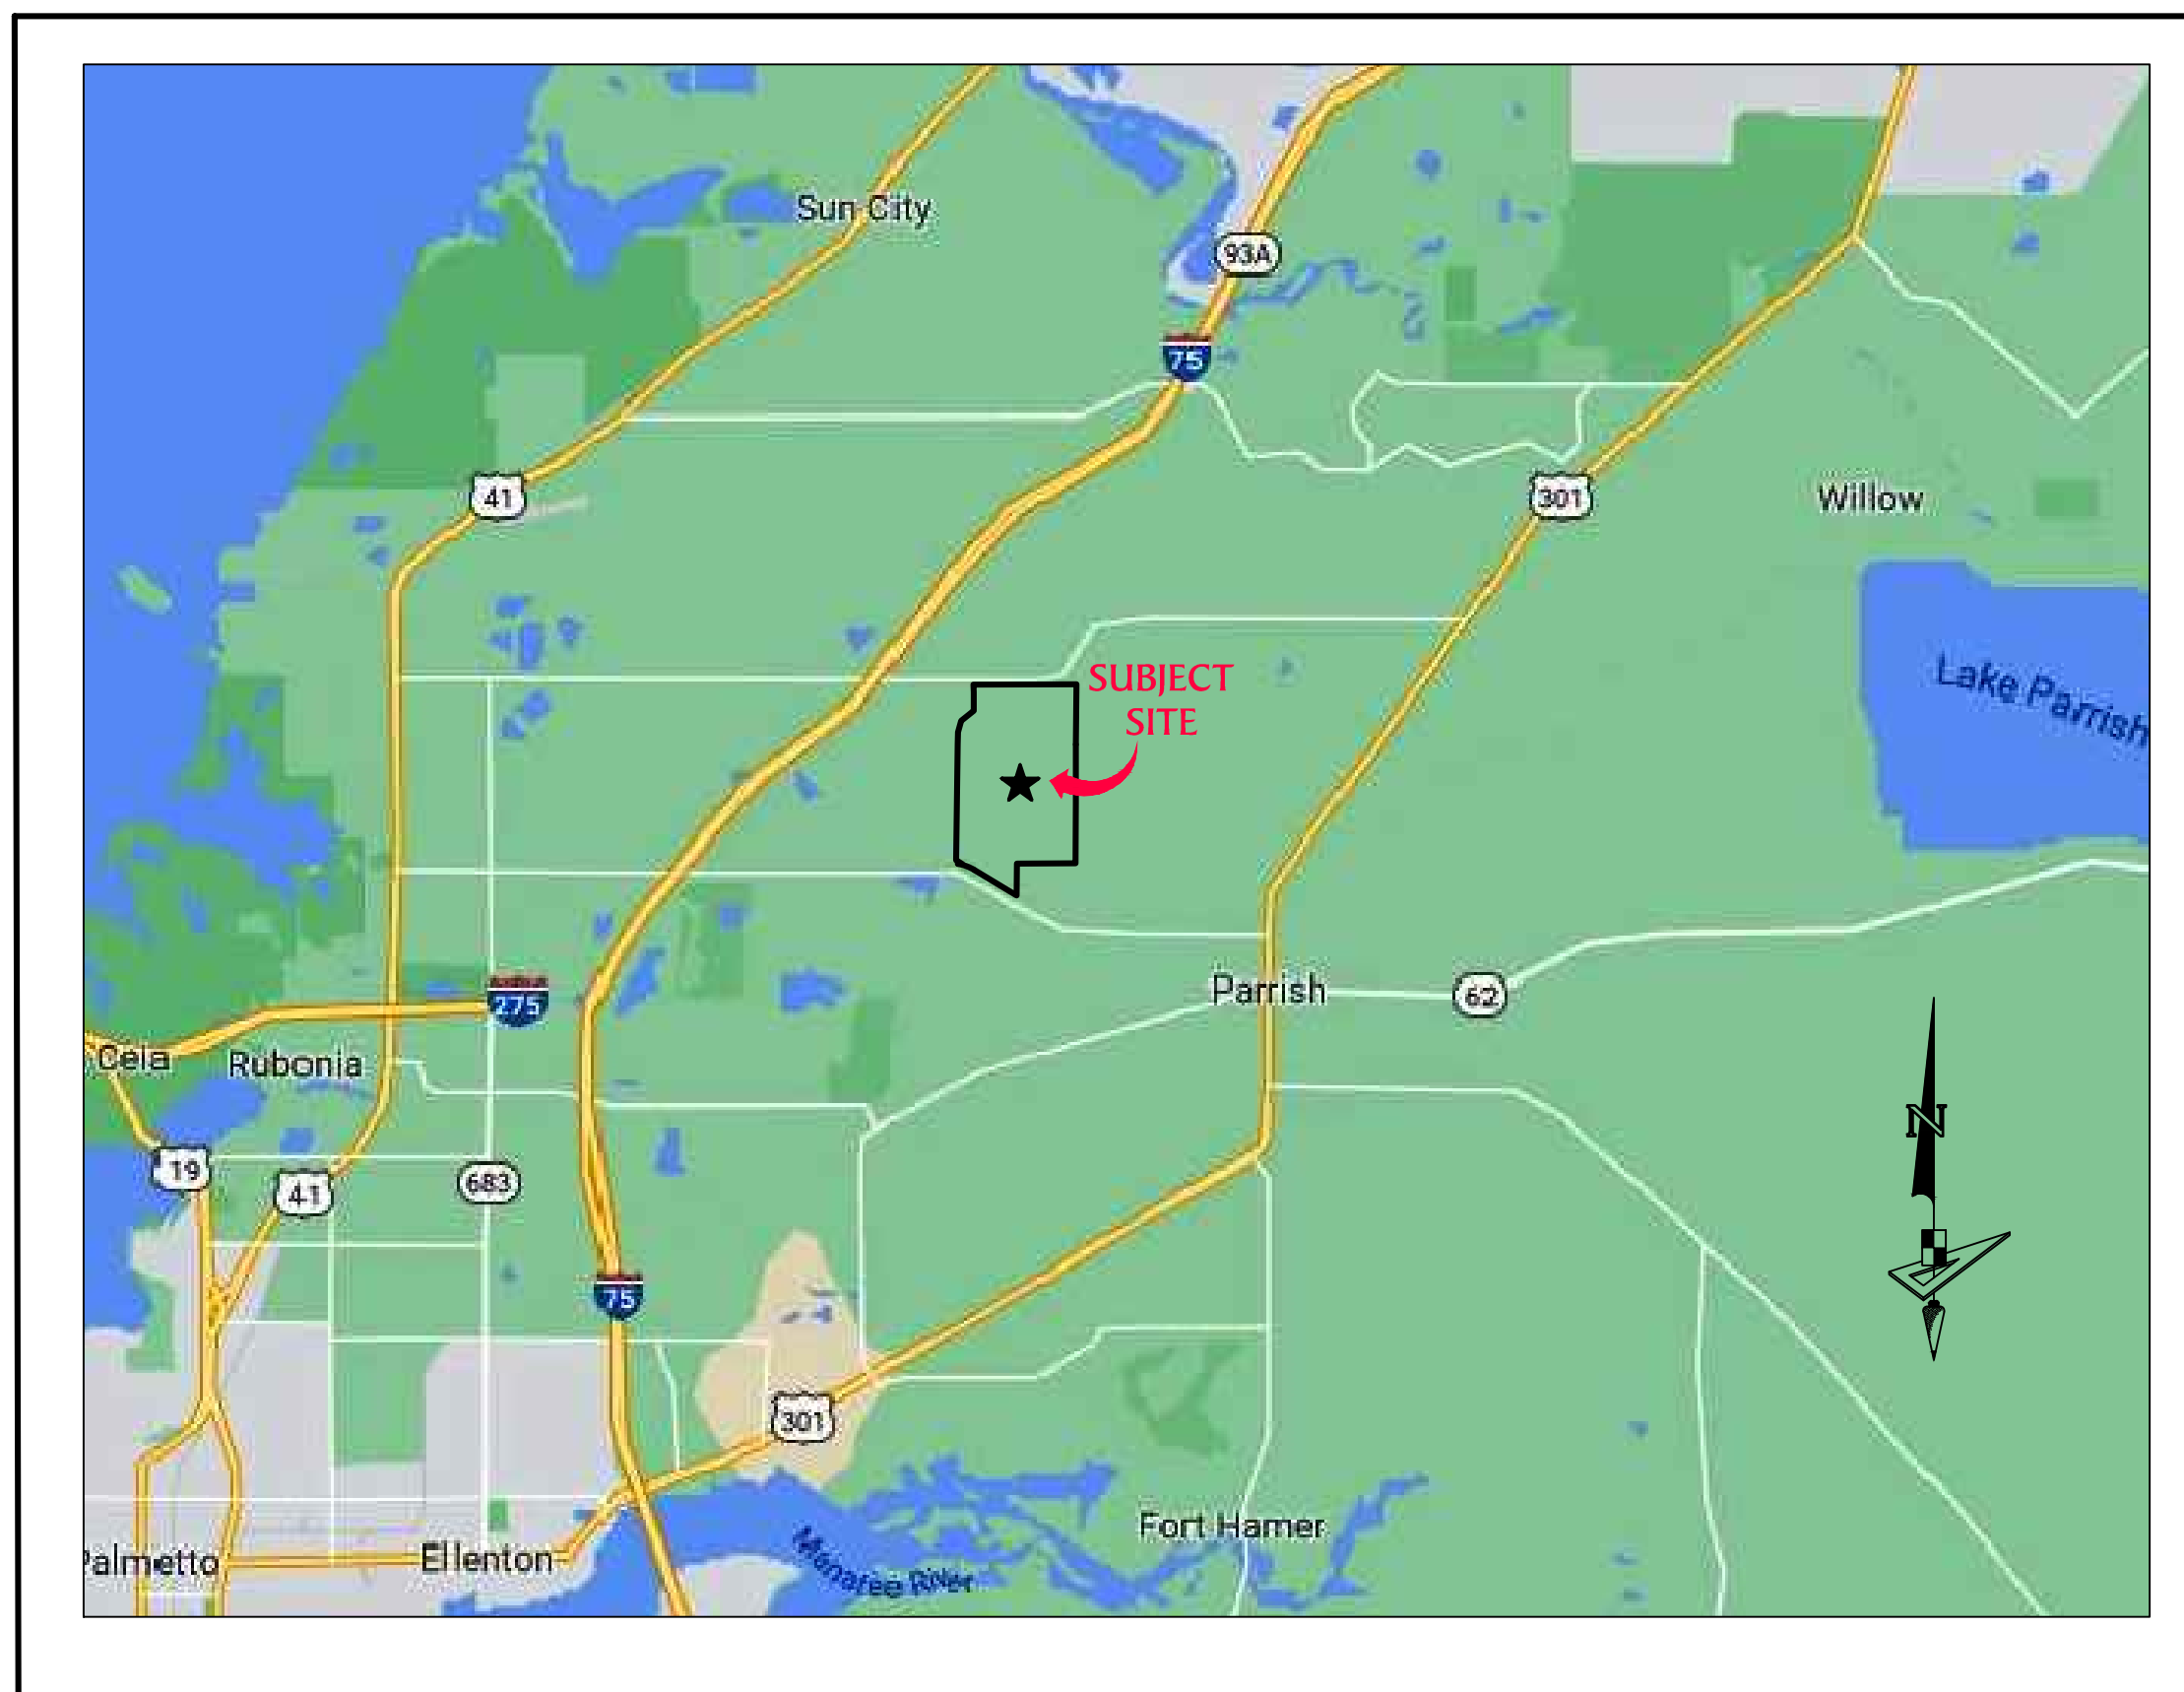 Sun City
93A
75
41
301
Willow
SUBJECT
SITE
Lake Parrish
275
Parrish
62
Ceia
Rubonia
N
19
41
683
75
301
Fort Hamer
Palmetto
Ellenton
Manatee River